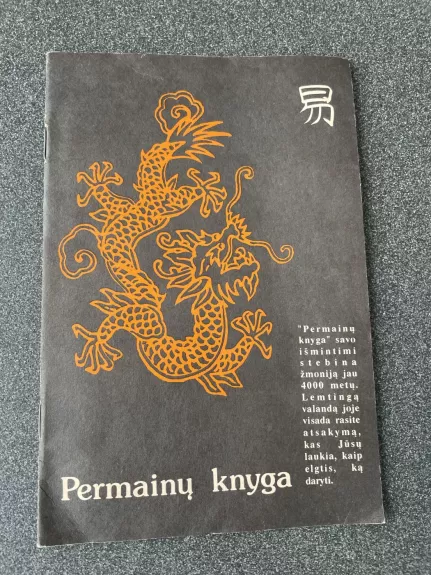 易
"Permainų
knyga" savo
išmintimi
stebina
žmoniją jau
4000 metų.
Lemtingą
valandą joje
visada rasite
atsakymą,
kas Jūsų
laukia, kaip
elgtis, ką
daryti.
Permainų knyga